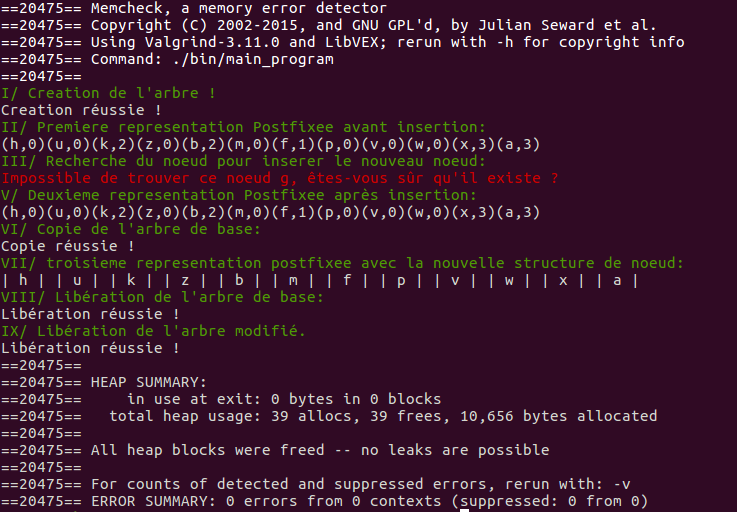 ==20475== Memcheck, a memory error detector
==20475== Copyright (C) 2002-2015, and GNU GPL'd, by Julian Seward et al.
==20475== Using Valgrind-3.11.0 and LibVEX; rerun with -h for copyright info
==20475== Command: ./bin/main_program
==20475==
I/ Creation de l'arbre !
Creation réussie !
II/ Premiere representation Postfixee avant insertion:
(h,0)(u,0)(k,2)(z,0)(b,2)(m,0)(f,1)(p,0)(v,0)(w,0)(x,3)(a,3)
III/ Recherche du noeud pour inserer le nouveau noeud:
Impossible de trouver ce noeud g, êtes-vous sûr qu'il existe ?
V/ Deuxieme representation Postfixee après insertion:
(h,0)(u,0)(k,2)(z,0)(b,2)(m,0)(f,1)(p,0)(v,0)(w,0)(x,3)(a,3)
VI/ Copie de l'arbre de base:
Copie réussie !
VII/ troisieme representation postfixee avec la nouvelle structure de noeud:
| h | | u | | k | | z | | b | | m | | f | | p | | v | | w | | x | | a |
VIII/ Libération de l'arbre de base:
Libération réussie !
IX/ Libération de l'arbre modifié.
Libération réussie !
==20475==
==20475== HEAP SUMMARY:
==20475==     in use at exit: 0 bytes in 0 blocks
==20475==   total heap usage: 39 allocs, 39 frees, 10,656 bytes allocated
==20475==
==20475== All heap blocks were freed -- no leaks are possible
==20475==
==20475== For counts of detected and suppressed errors, rerun with: -v
==20475== ERROR SUMMARY: 0 errors from 0 contexts (suppressed: 0 from 0)